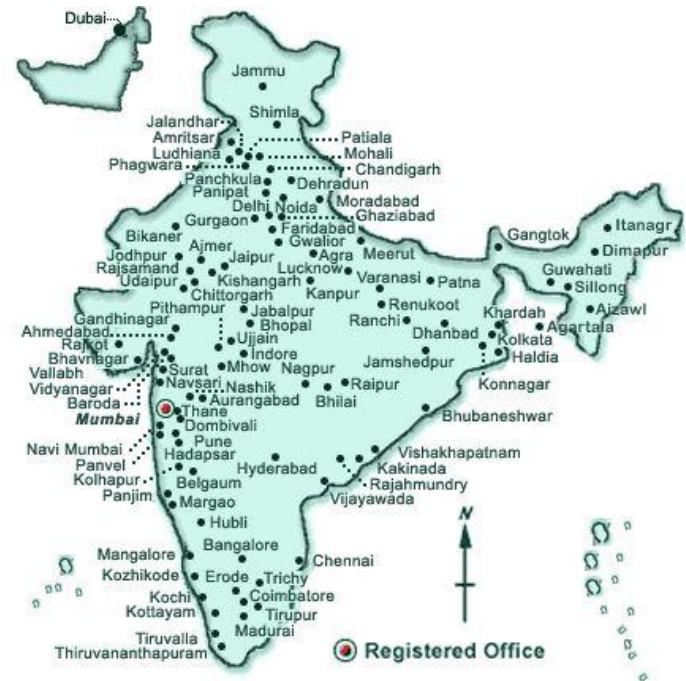 Dubai
Jammu
Shimla
Jalandhar
Amritsar
Patiala
Ludhiana
Mohali
Phagwara
Chandigarh
Panchkula
Dehradun
Panipat
Moradabad
Delhi Noida
Ghaziabad
Gurgaon
Faridabad
Bikaner
Gwalior
Meerut
Gangtok
Itanagr
Dimapur
Ajmer
Jodhpur
Jaipur
Agra
Rajsamand
Lucknow
Varanasi
Patna
Guwahati
Udaipur
Kishangarh
Kanpur
Sillong
Chittorgarh
Pithampur
Renukoot
Aizawl
Gandhinagar
Jabalpur
Ranchi
Khardah
Ahmedabad
Bhopal
Dhanbad
Agartala
Rajkot
Ujjain
Kolkata
Bhavnagar
Indore
Jamshedpur
Haldia
Vallabh
Vidyanagar
Surat
Mhow
Nagpur
Raipur
Konnagar
Navsari
Nashik
Bhilai
Baroda
Aurangabad
Mumbai
Thane
Bhubaneshwar
Dombivali
Navi Mumbai
Pune
Panvel
Hadapsar
Hyderabad
Vishakhapatnam
Kolhapur
Kakinada
Belgaum
Rajahmundry
Panjim
Margao
Vijayawada
N
Hubli
Mangalore
Bangalore
Chennai
Kozhikode
Erode
Trichy
Kochi
Coimbatore
Kottayam
Tirupur
Madurai
Tiruvalla
Thiruvananthapuram
Registered Office